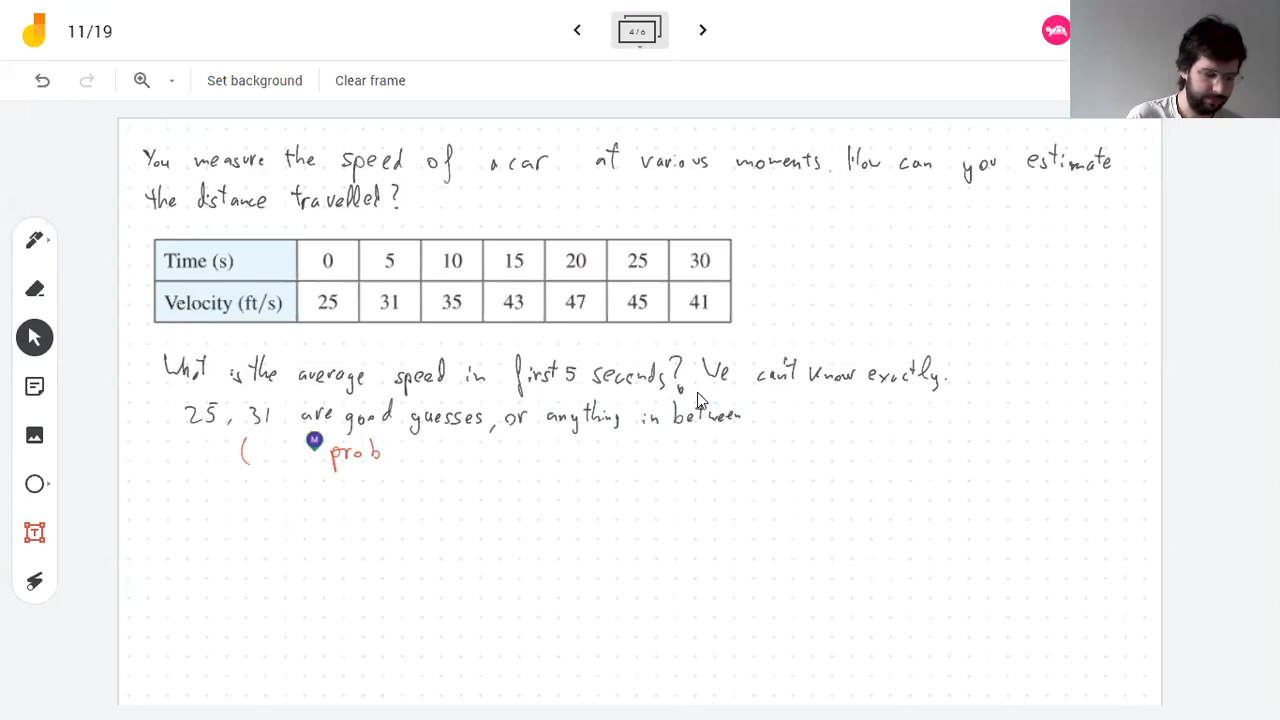 11/19
4/6
Set background
Clear frame
You measure the speed of a car at various moments. How can you estimate
the distance travelled?
Time (s) 0 5 10 15 20 25 30
Velocity (ft/s) 25 31 35 43 47 45 41
What is the average speed in first 5 seconds? We can't know exactly.
25, 31 are good guesses, or anything in between
( prob
M
T